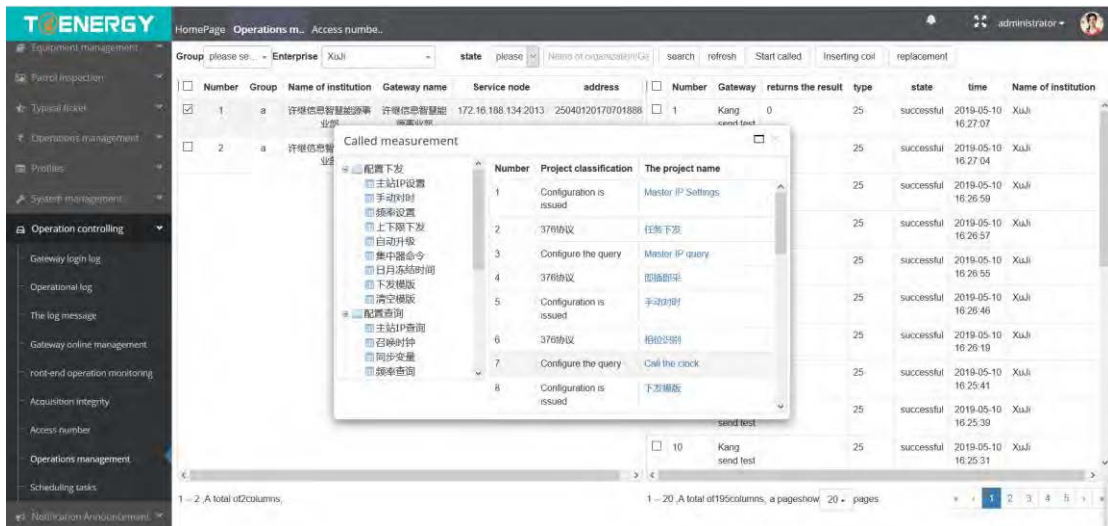 TENERGY
HomePage Operations m.. Access numbe..
administrator
Equipment management
Patrol inspection
Typical ticket
Operations management
Profiles
System management
Operation controlling
Gateway login log
Operational log
The log message
Gateway online management
ront-end operation monitoring
Acquisition integrity
Access number
Operations management
Scheduling tasks
Notification Announcement
Group please se... Enterprise XuJi state please Name of organization/Ga search refresh Start called Inserting coil replacement
Number Group Name of institution Gateway name Service node address
1 a 许继信息智慧能源事 许继信息智慧能 172.16.188.134:2013 25040120170701888
业部
2 a 许继信息智
Number Gateway returns the result type state time Name of institution
1 Kang 0 25 successful 2019-05-10 XuJi
send test 16:27:07
25 successful 2019-05-10 XuJi
16:27:04
25 successful 2019-05-10 XuJi
16:26:59
25 successful 2019-05-10 XuJi
16:26:57
25 successful 2019-05-10 XuJi
16:26:55
25 successful 2019-05-10 XuJi
16:26:46
25 successful 2019-05-10 XuJi
16:26:19
25 successful 2019-05-10 XuJi
16:25:41
25 successful 2019-05-10 XuJi
send test 16:25:39
10 Kang 25 successful 2019-05-10 XuJi
send test 16:25:31
Called measurement
配置下发
主站IP设置
手动对时
频率设置
上下限下发
自动升级
集中器命令
日月冻结时间
下发模版
清空模版
配置查询
主站IP查询
召唤时钟
同步变量
频率查询
Number Project classification The project name
1 Configuration is Master IP Settings
issued
2 376协议 任务下发
3 Configure the query Master IP query
4 376协议 即插即采
5 Configuration is 手动对时
issued
6 376协议 相位识别
7 Configure the query Call the clock
8 Configuration is 下发模版
issued
1 – 2 ,A total of2columns,
1 – 20 ,A total of195columns, a pageshow 20 pages
« ‹ 1 2 3 4 5 › »